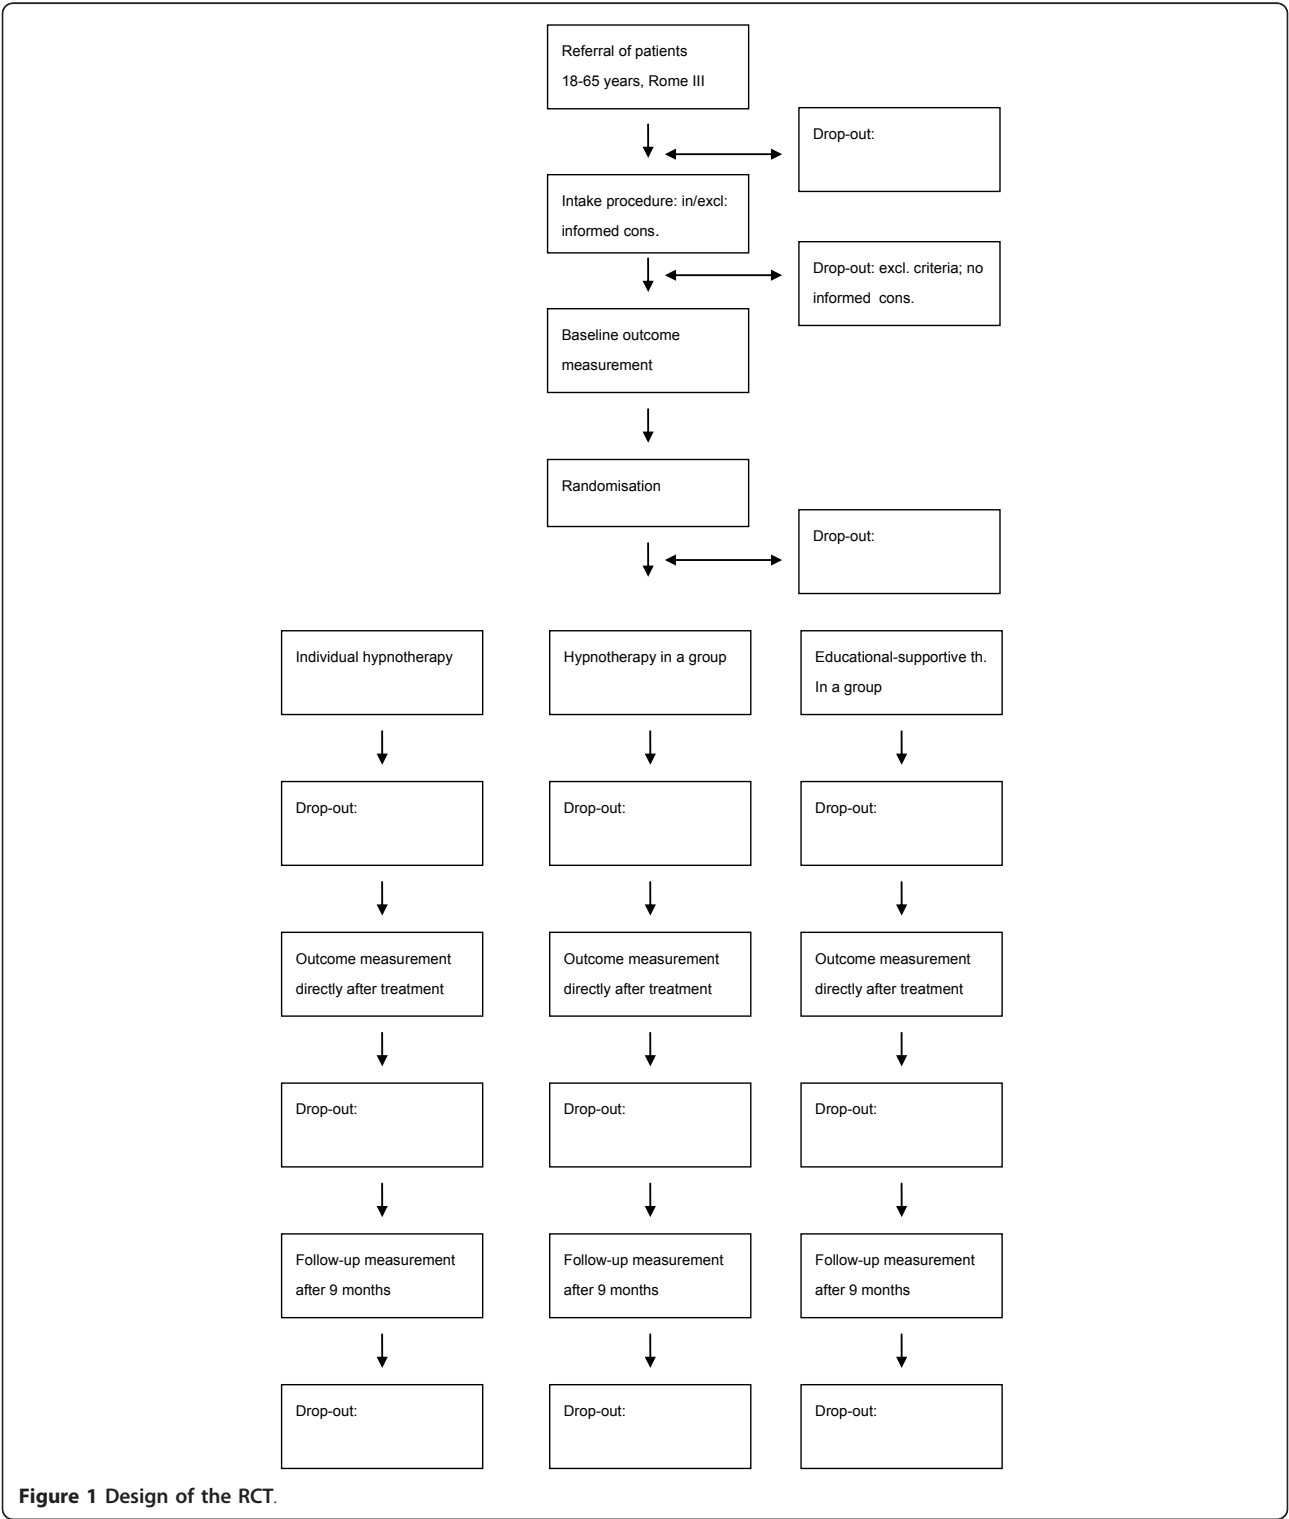 Referral of patients
18-65 years, Rome III
Drop-out:
Intake procedure: in/excl:
informed cons.
Drop-out: excl. criteria; no
informed cons.
Baseline outcome
measurement
Randomisation
Drop-out:
Individual hypnotherapy
Hypnotherapy in a group
Educational-supportive th.
In a group
Drop-out:
Drop-out:
Drop-out:
Outcome measurement
directly after treatment
Outcome measurement
directly after treatment
Outcome measurement
directly after treatment
Drop-out:
Drop-out:
Drop-out:
Follow-up measurement
after 9 months
Follow-up measurement
after 9 months
Follow-up measurement
after 9 months
Drop-out:
Drop-out:
Drop-out:
Figure 1 Design of the RCT.